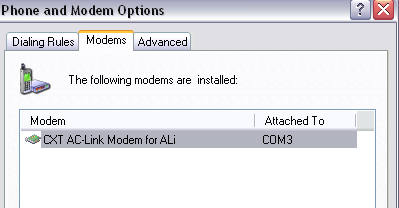 Phone and Modem Options
Dialing Rules Modems Advanced
The following modems are installed:
Modem Attached To
CXT AC-Link Modem for ALi COM3